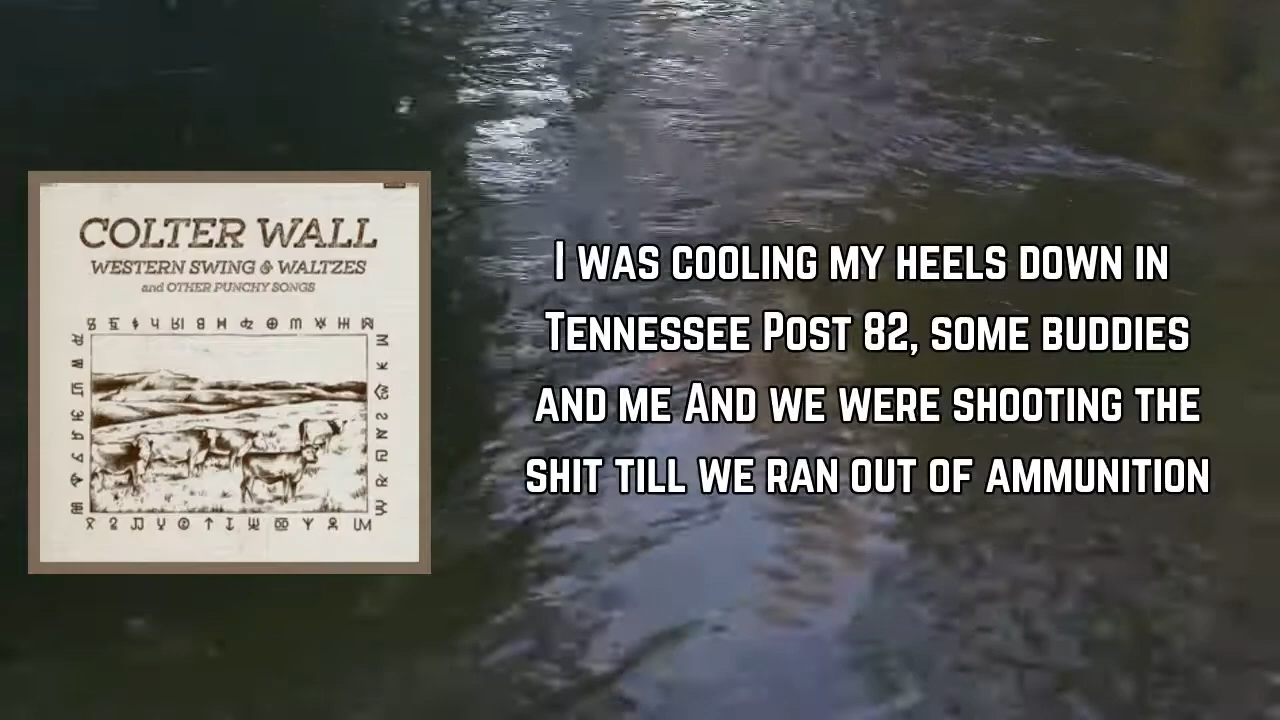 COLTER WALL
WESTERN SWING & WALTZES
and OTHER PUNCHY SONGS
I WAS COOLING MY HEELS DOWN IN
TENNESSEE POST 82, SOME BUDDIES
AND ME AND WE WERE SHOOTING THE
SHIT TILL WE RAN OUT OF AMMUNITION